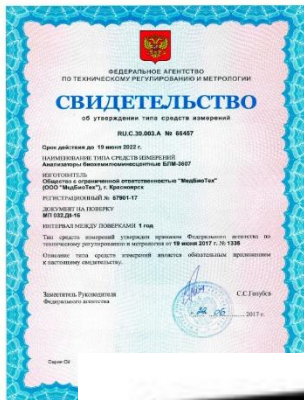 ФЕДЕРАЛЬНОЕ АГЕНТСТВО
ПО ТЕХНИЧЕСКОМУ РЕГУЛИРОВАНИЮ И МЕТРОЛОГИИ
СВИДЕТЕЛЬСТВО
об утверждении типа средств измерений
RU.C.39.003.A № 66457
Срок действия до 19 июня 2022 г.
НАИМЕНОВАНИЕ ТИПА СРЕДСТВ ИЗМЕРЕНИЙ
Анализаторы биохемилюминесцентные БЛМ-3607
ИЗГОТОВИТЕЛЬ
Общество с ограниченной ответственностью "МедБиоТех"
(ООО "МедБиоТех"), г. Красноярск
РЕГИСТРАЦИОННЫЙ № 67901-17
ДОКУМЕНТ НА ПОВЕРКУ
МП 032.Д4-16
ИНТЕРВАЛ МЕЖДУ ПОВЕРКАМИ 1 год
Тип средств измерений утвержден приказом Федерального агентства по
техническому регулированию и метрологии от 19 июня 2017 г. № 1336
Описание типа средств измерений является обязательным приложением
к настоящему свидетельству.
Заместитель Руководителя
С.С.Голубев
Федерального агентства
06 2017 г.
Серия СИ